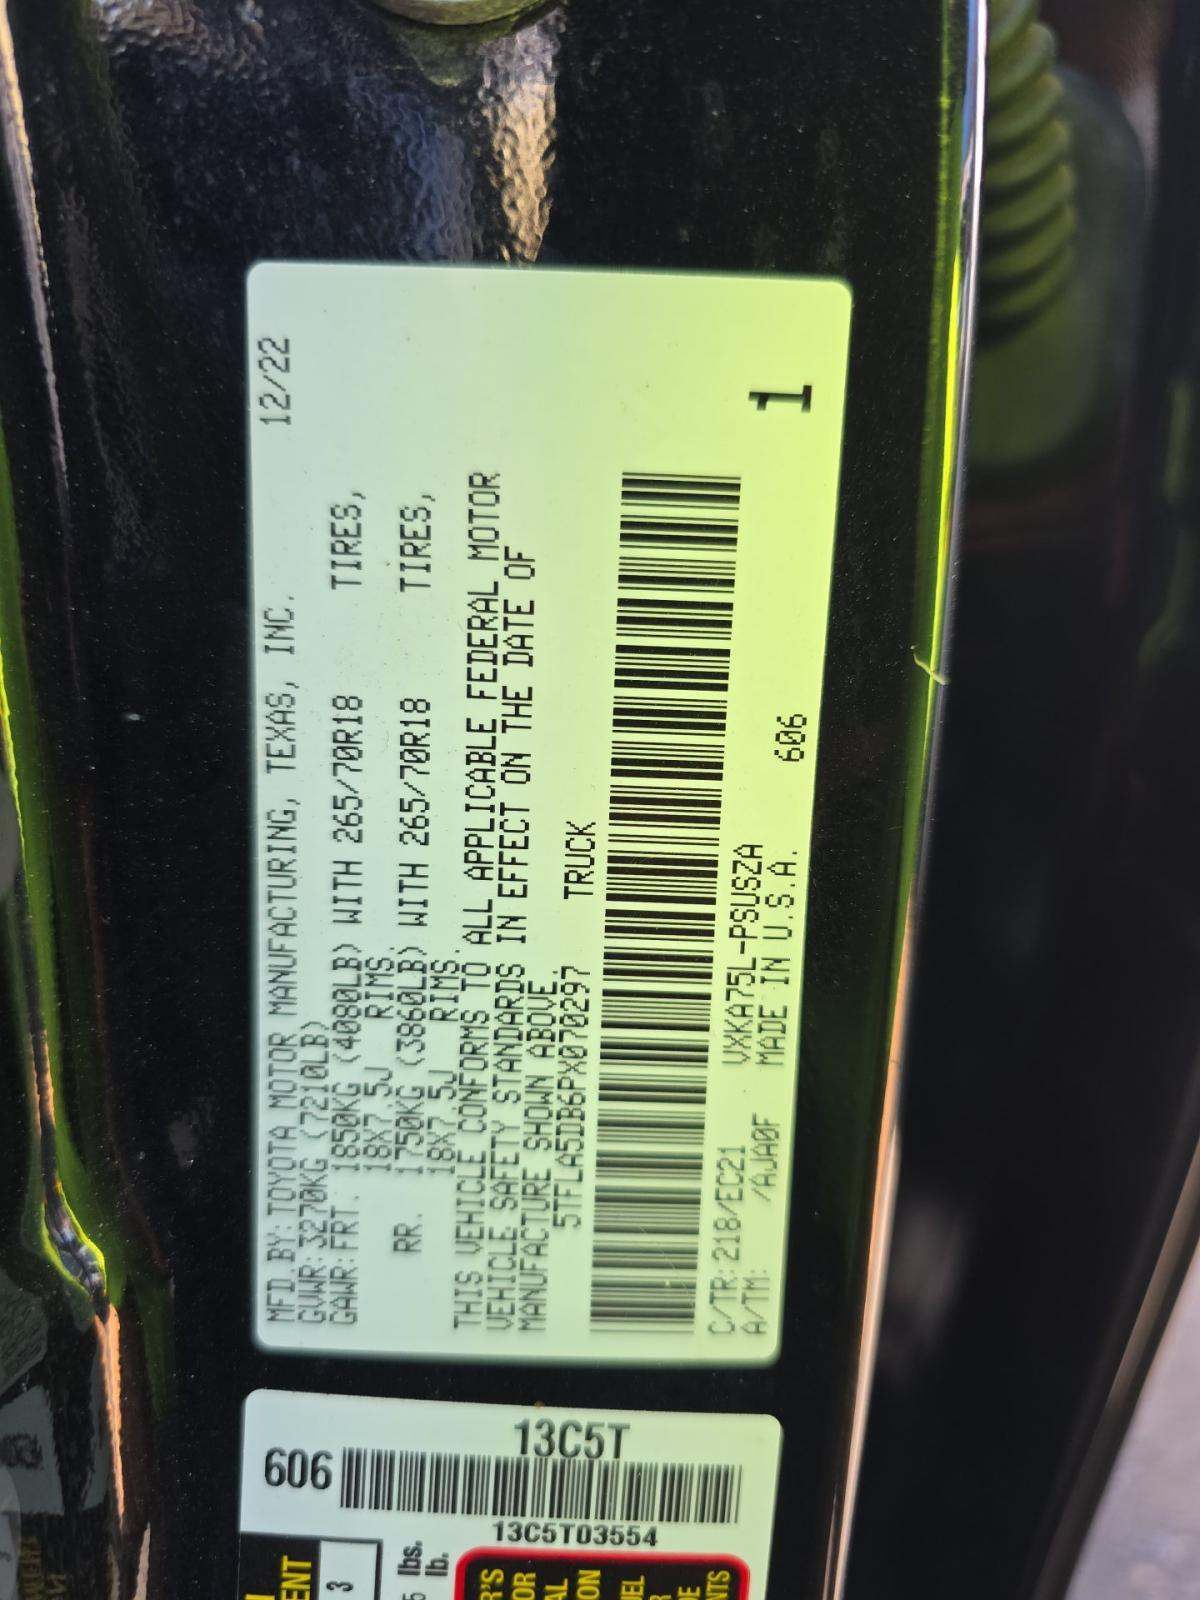 MFD.BY:TOYOTA MOTOR MANUFACTURING, TEXAS, INC. 12/22
GVWR:3270KG (7210LB)
GAWR:FRT. 1850KG (4080LB) WITH 265/70R18 TIRES,
18X7.5J RIMS.
RR. 1750KG (3860LB) WITH 265/70R18 TIRES,
18X7.5J RIMS.
THIS VEHICLE CONFORMS TO ALL APPLICABLE FEDERAL MOTOR
VEHICLE SAFETY STANDARDS IN EFFECT ON THE DATE OF
MANUFACTURE SHOWN ABOVE.
5TFLA5DB6PX070297 TRUCK
C/TR:218/EC21 VXKA75L-PSUSZA
A/TM: /AJA0F MADE IN U.S.A. 606
1
606
13C5T
13C5T03554
3
lbs.
lb.